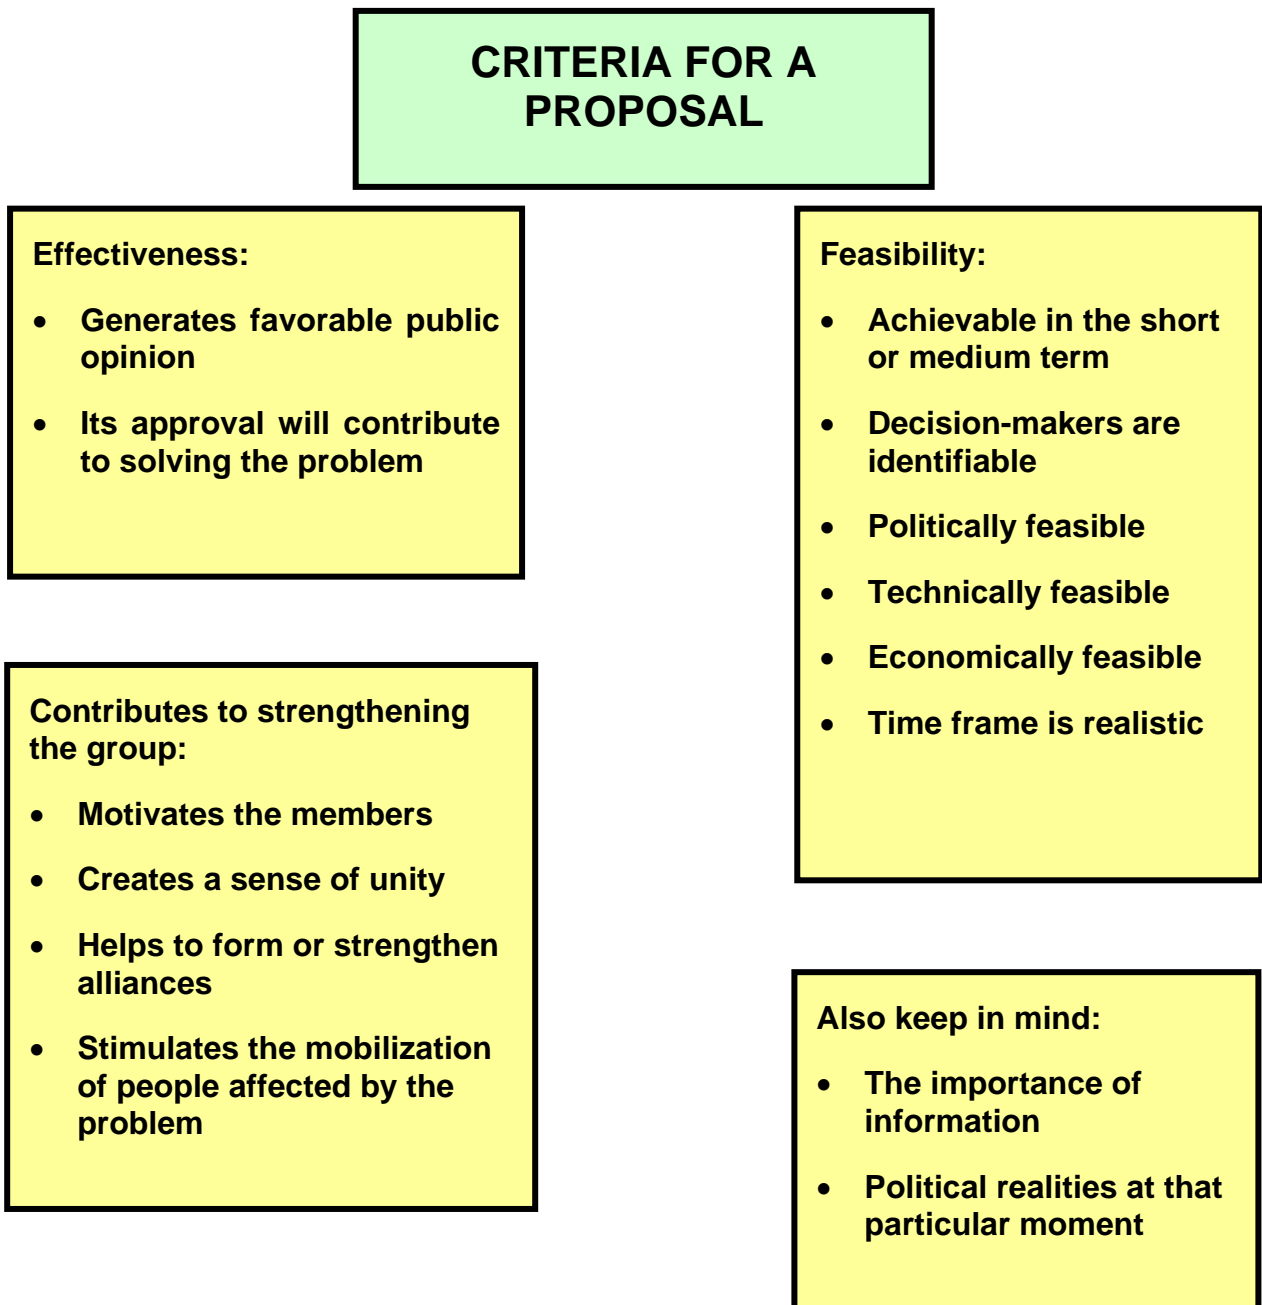 CRITERIA FOR A
PROPOSAL
Effectiveness:
• Generates favorable public
opinion
• Its approval will contribute
to solving the problem
Feasibility:
• Achievable in the short
or medium term
• Decision-makers are
identifiable
• Politically feasible
• Technically feasible
• Economically feasible
• Time frame is realistic
Contributes to strengthening
the group:
• Motivates the members
• Creates a sense of unity
• Helps to form or strengthen
alliances
• Stimulates the mobilization
of people affected by the
problem
Also keep in mind:
• The importance of
information
• Political realities at that
particular moment